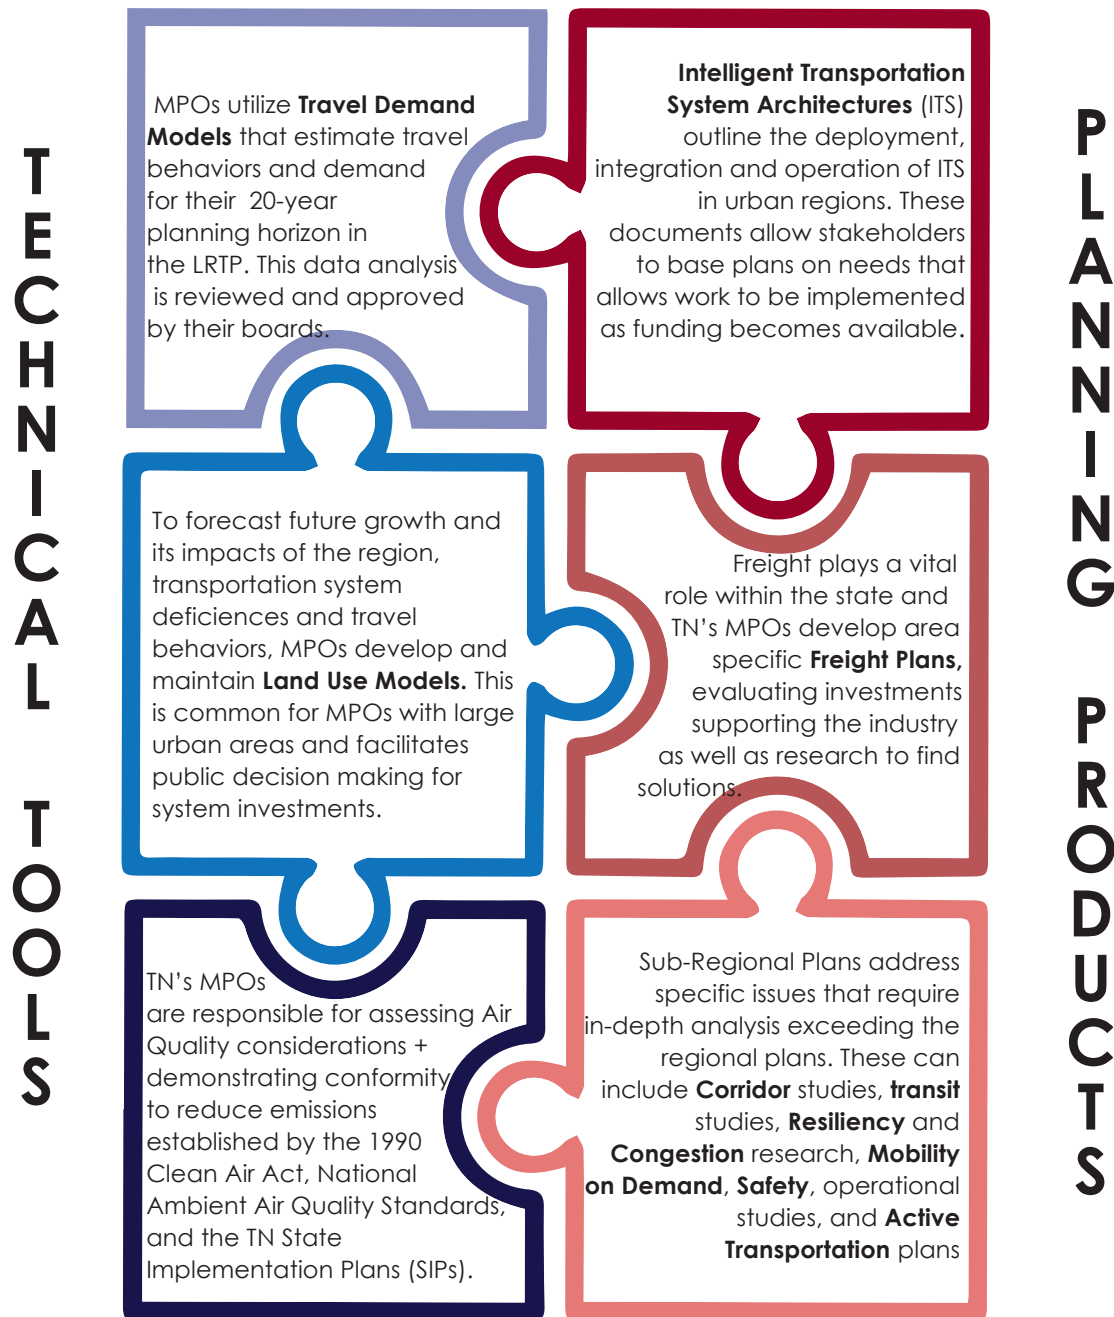 TECHNICAL TOOLS
MPOs utilize Travel Demand
Models that estimate travel
behaviors and demand
for their 20-year
planning horizon in
the LRTP. This data analysis
is reviewed and approved
by their boards.
Intelligent Transportation
System Architectures (ITS)
outline the deployment,
integration and operation of ITS
in urban regions. These
documents allow stakeholders
to base plans on needs that
allows work to be implemented
as funding becomes available.
To forecast future growth and
its impacts of the region,
transportation system
deficiences and travel
behaviors, MPOs develop and
maintain Land Use Models. This
is common for MPOs with large
urban areas and facilitates
public decision making for
system investments.
Freight plays a vital
role within the state and
TN's MPOs develop area
specific Freight Plans,
evaluating investments
supporting the industry
as well as research to find
solutions.
TN's MPOs
are responsible for assessing Air
Quality considerations +
demonstrating conformity
to reduce emissions
established by the 1990
Clean Air Act, National
Ambient Air Quality Standards,
and the TN State
Implementation Plans (SIPs).
Sub-Regional Plans address
specific issues that require
in-depth analysis exceeding the
regional plans. These can
include Corridor studies, transit
studies, Resiliency and
Congestion research, Mobility
on Demand, Safety, operational
studies, and Active
Transportation plans
PLANNING PRODUCTS